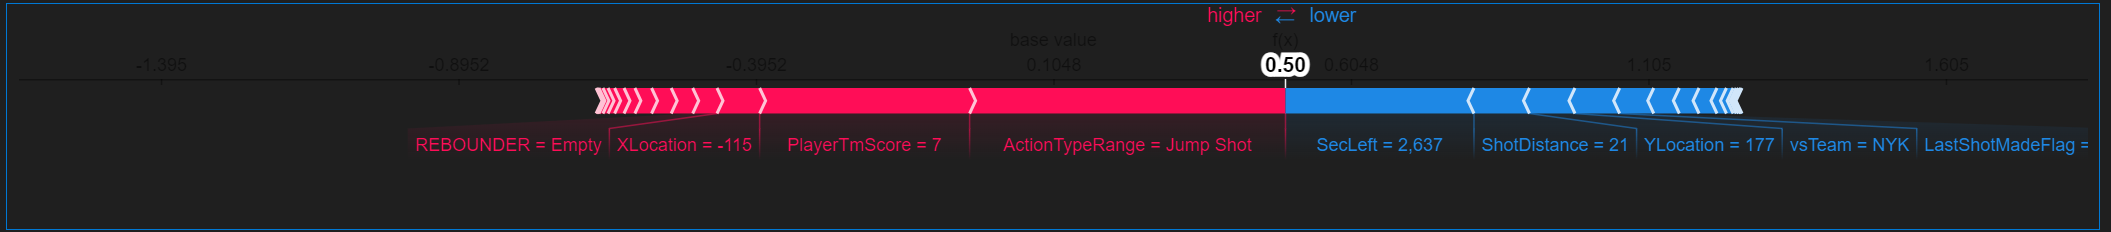 higher ⇄ lower
base value f(x)
-1.395 -0.8952 -0.3952 0.1048 0.50 0.6048 1.105 1.605
REBOUNDER = Empty XLocation = -115 PlayerTmScore = 7 ActionTypeRange = Jump Shot SecLeft = 2,637 ShotDistance = 21 YLocation = 177 vsTeam = NYK LastShotMadeFlag =